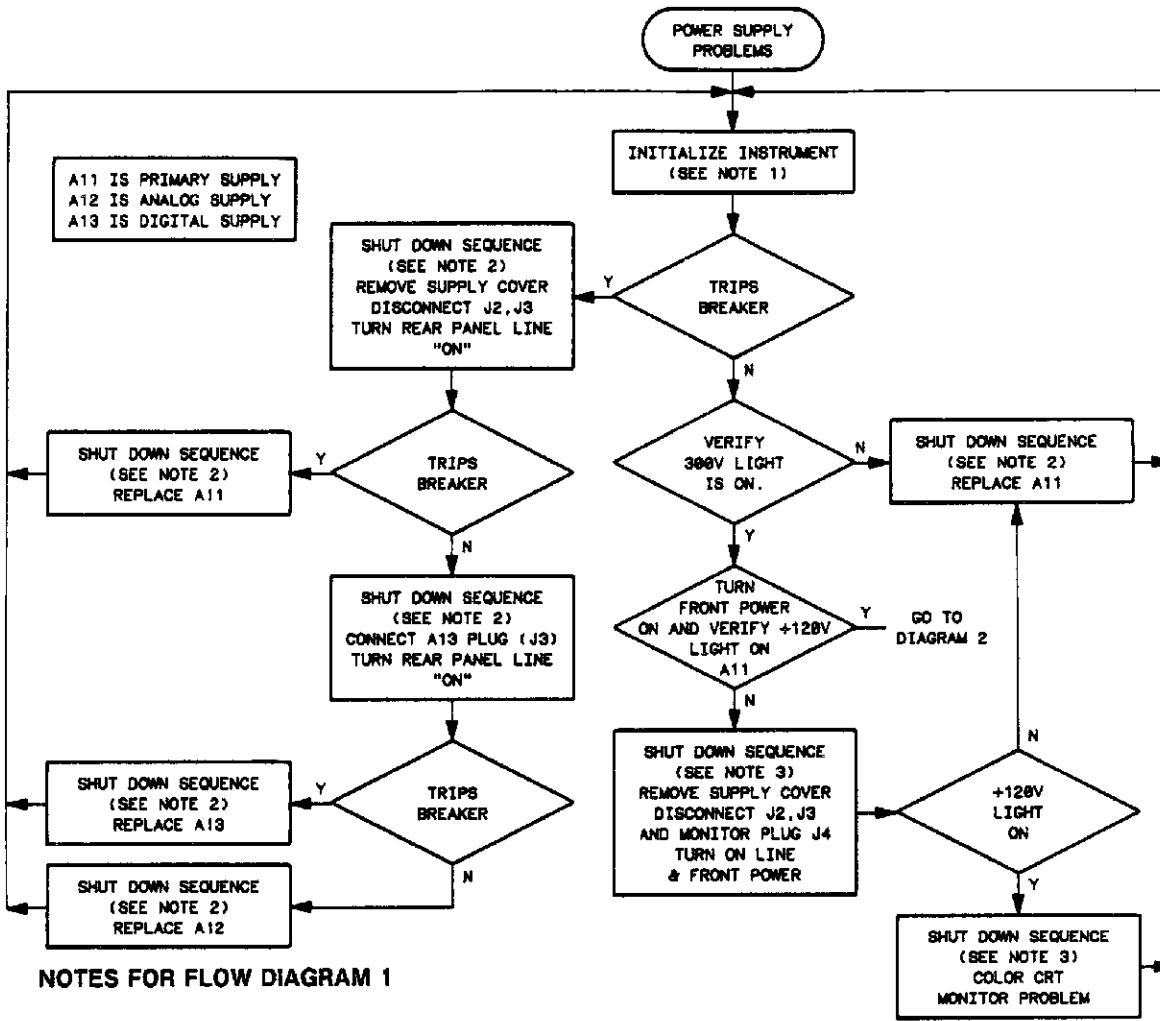 POWER SUPPLY
PROBLEMS
A11 IS PRIMARY SUPPLY
A12 IS ANALOG SUPPLY
A13 IS DIGITAL SUPPLY
INITIALIZE INSTRUMENT
(SEE NOTE 1)
TRIPS
BREAKER
Y
N
SHUT DOWN SEQUENCE
(SEE NOTE 2)
REMOVE SUPPLY COVER
DISCONNECT J2,J3
TURN REAR PANEL LINE
"ON"
TRIPS
BREAKER
Y
N
SHUT DOWN SEQUENCE
(SEE NOTE 2)
REPLACE A11
SHUT DOWN SEQUENCE
(SEE NOTE 2)
CONNECT A13 PLUG (J3)
TURN REAR PANEL LINE
"ON"
TRIPS
BREAKER
Y
N
SHUT DOWN SEQUENCE
(SEE NOTE 2)
REPLACE A13
SHUT DOWN SEQUENCE
(SEE NOTE 2)
REPLACE A12
VERIFY
300V LIGHT
IS ON.
N
Y
SHUT DOWN SEQUENCE
(SEE NOTE 2)
REPLACE A11
TURN
FRONT POWER
ON AND VERIFY +120V
LIGHT ON
A11
Y
N
GO TO
DIAGRAM 2
SHUT DOWN SEQUENCE
(SEE NOTE 3)
REMOVE SUPPLY COVER
DISCONNECT J2,J3
AND MONITOR PLUG J4
TURN ON LINE
& FRONT POWER
+120V
LIGHT
ON
N
Y
SHUT DOWN SEQUENCE
(SEE NOTE 3)
COLOR CRT
MONITOR PROBLEM
NOTES FOR FLOW DIAGRAM 1